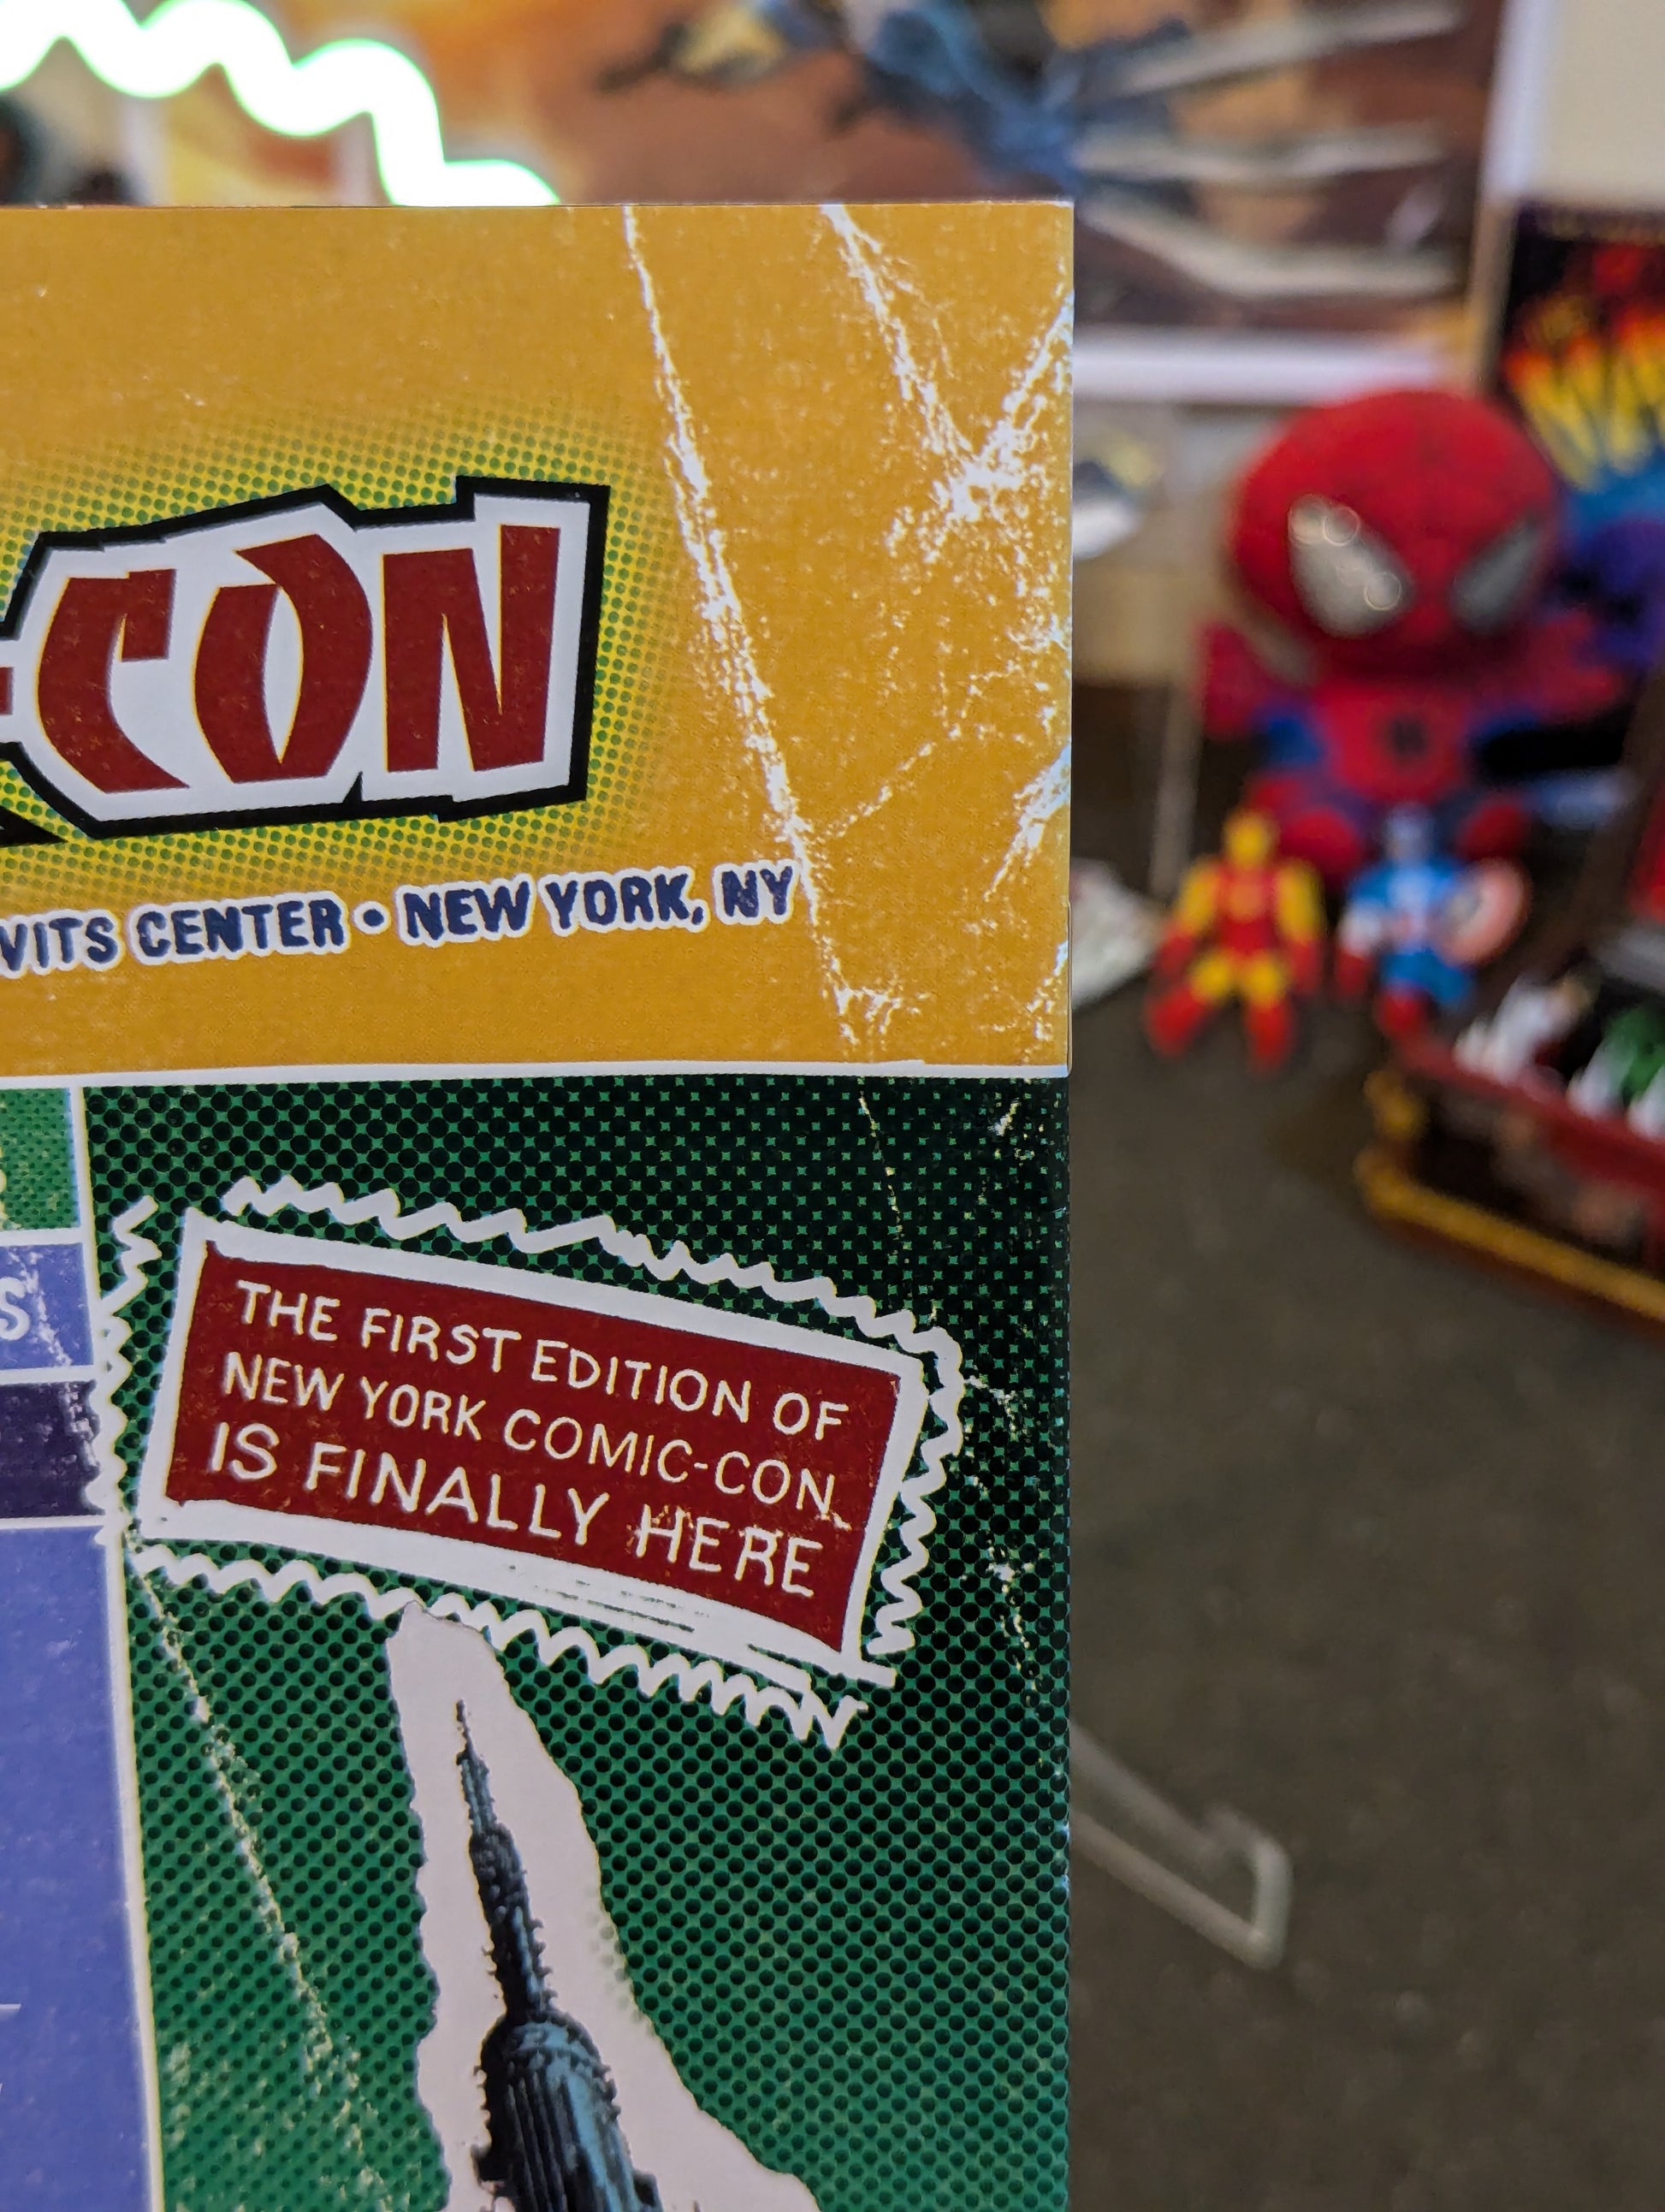 -CON
VITS CENTER • NEW YORK, NY
S
THE FIRST EDITION OF
NEW YORK COMIC-CON
IS FINALLY HERE